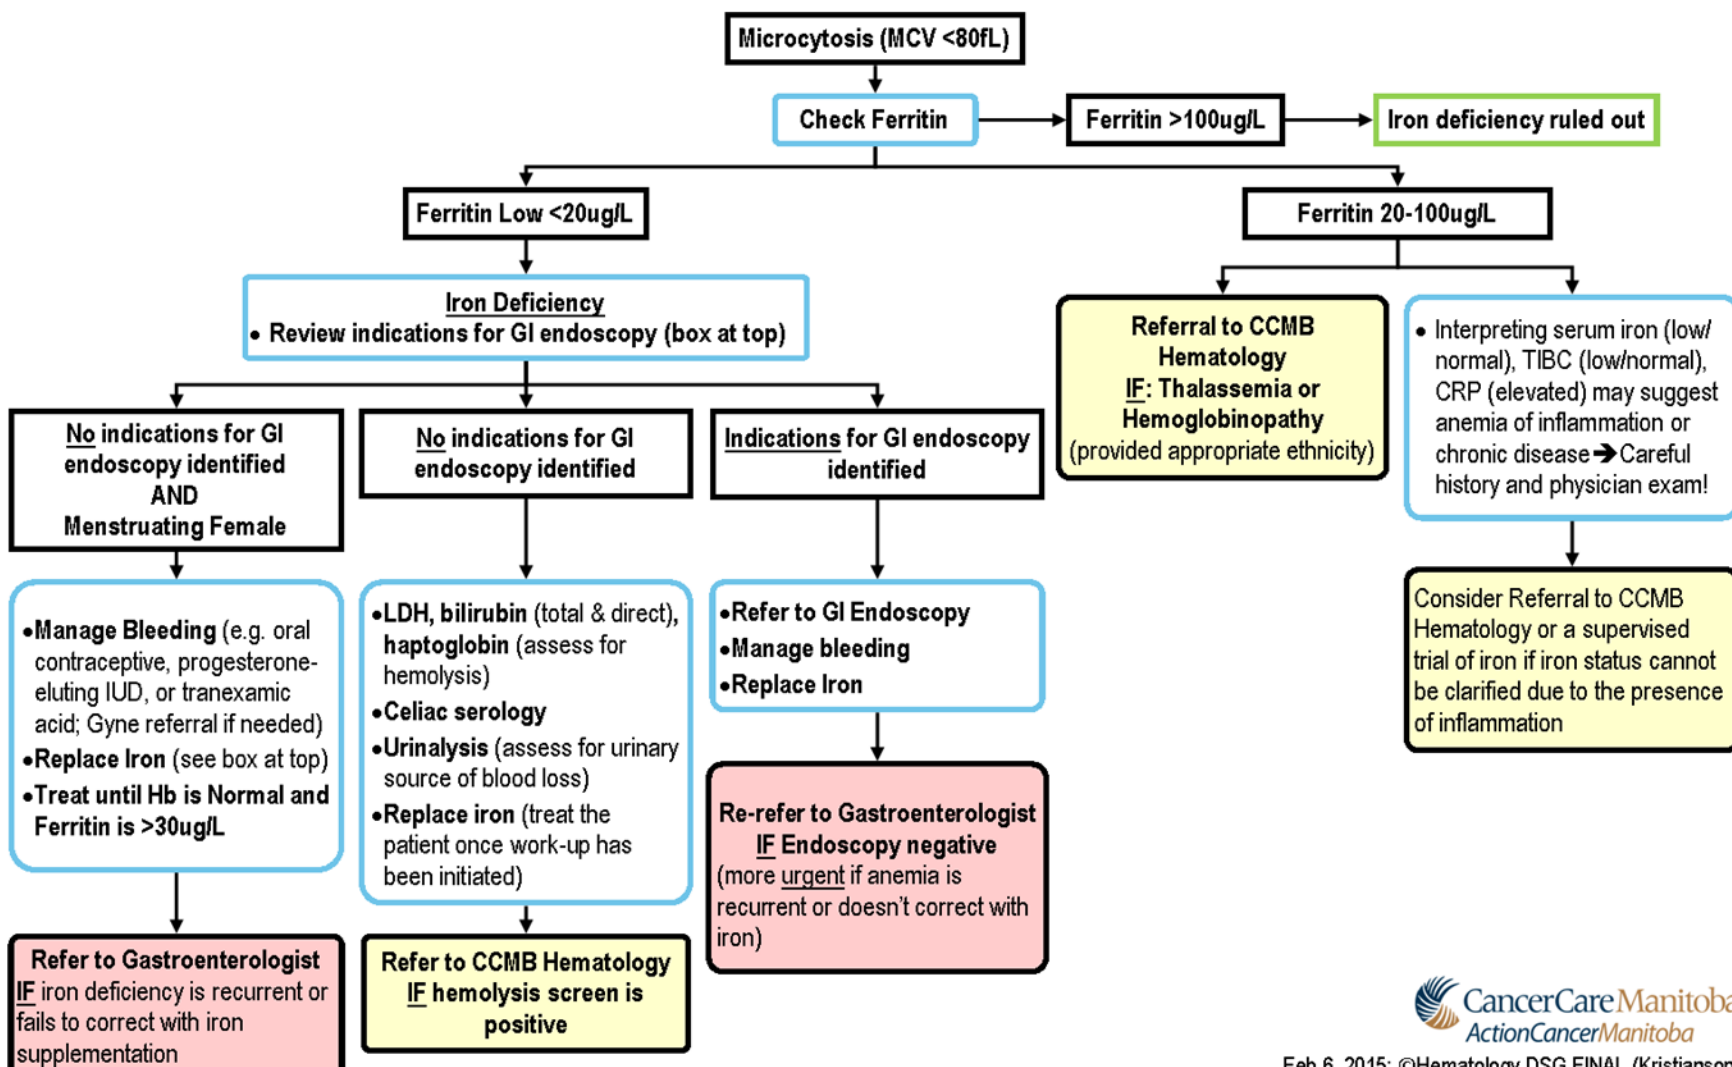 Microcytosis (MCV <80fL)
Check Ferritin
Ferritin >100ug/L
Iron deficiency ruled out
Ferritin Low <20ug/L
Ferritin 20-100ug/L
Iron Deficiency
• Review indications for GI endoscopy (box at top)
Referral to CCMB
Hematology
IF: Thalassemia or
Hemoglobinopathy
(provided appropriate ethnicity)
• Interpreting serum iron (low/
normal), TIBC (low/normal),
CRP (elevated) may suggest
anemia of inflammation or
chronic disease ➔ Careful
history and physician exam!
No indications for GI
endoscopy identified
AND
Menstruating Female
No indications for GI
endoscopy identified
Indications for GI endoscopy
identified
•Manage Bleeding (e.g. oral
contraceptive, progesterone-
eluting IUD, or tranexamic
acid; Gyne referral if needed)
•Replace Iron (see box at top)
•Treat until Hb is Normal and
Ferritin is >30ug/L
•LDH, bilirubin (total & direct),
haptoglobin (assess for
hemolysis)
•Celiac serology
•Urinalysis (assess for urinary
source of blood loss)
•Replace iron (treat the
patient once work-up has
been initiated)
•Refer to GI Endoscopy
•Manage bleeding
•Replace Iron
Consider Referral to CCMB
Hematology or a supervised
trial of iron if iron status cannot
be clarified due to the presence
of inflammation
Re-refer to Gastroenterologist
IF Endoscopy negative
(more urgent if anemia is
recurrent or doesn't correct with
iron)
Refer to Gastroenterologist
IF iron deficiency is recurrent or
fails to correct with iron
supplementation
Refer to CCMB Hematology
IF hemolysis screen is
positive
CancerCare Manitoba
ActionCancerManitoba
Feb 6, 2015: ©Hematology DSG FINAL (Kristianson